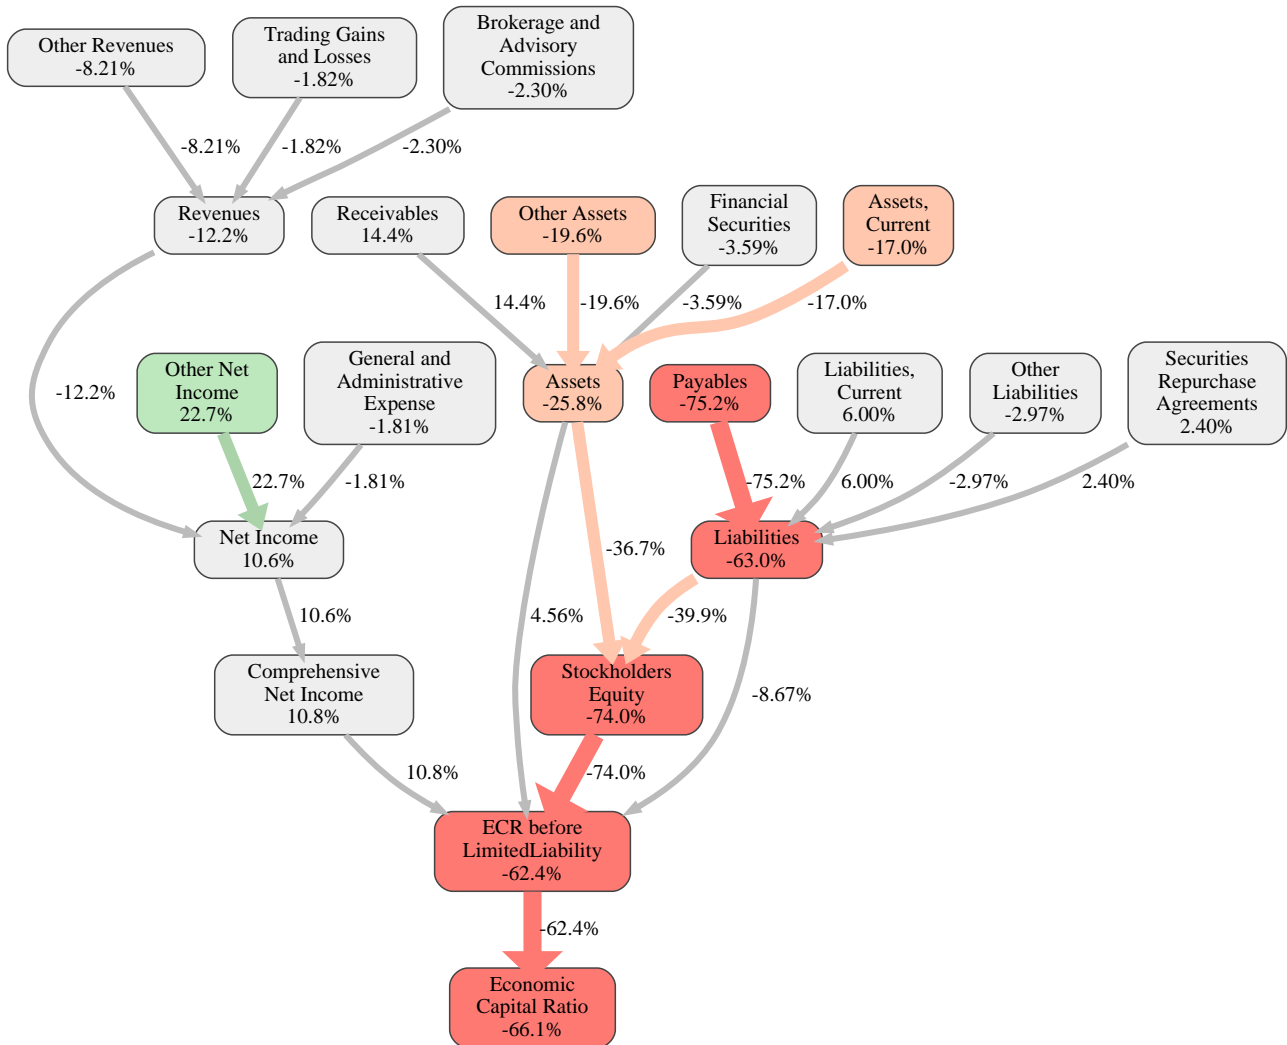 Other Revenues
-8.21%
Trading Gains
and Losses
-1.82%
Brokerage and
Advisory
Commissions
-2.30%
-8.21%
-1.82%
-2.30%
Revenues
-12.2%
Receivables
14.4%
Other Assets
-19.6%
Financial
Securities
-3.59%
Assets,
Current
-17.0%
14.4%
-19.6%
-3.59%
-17.0%
-12.2%
Other Net
Income
22.7%
General and
Administrative
Expense
-1.81%
Assets
-25.8%
Payables
-75.2%
Liabilities,
Current
6.00%
Other
Liabilities
-2.97%
Securities
Repurchase
Agreements
2.40%
22.7%
-1.81%
-75.2%
6.00%
-2.97%
2.40%
Net Income
10.6%
-36.7%
Liabilities
-63.0%
10.6%
4.56%
-39.9%
Comprehensive
Net Income
10.8%
Stockholders
Equity
-74.0%
-8.67%
10.8%
-74.0%
ECR before
LimitedLiability
-62.4%
-62.4%
Economic
Capital Ratio
-66.1%